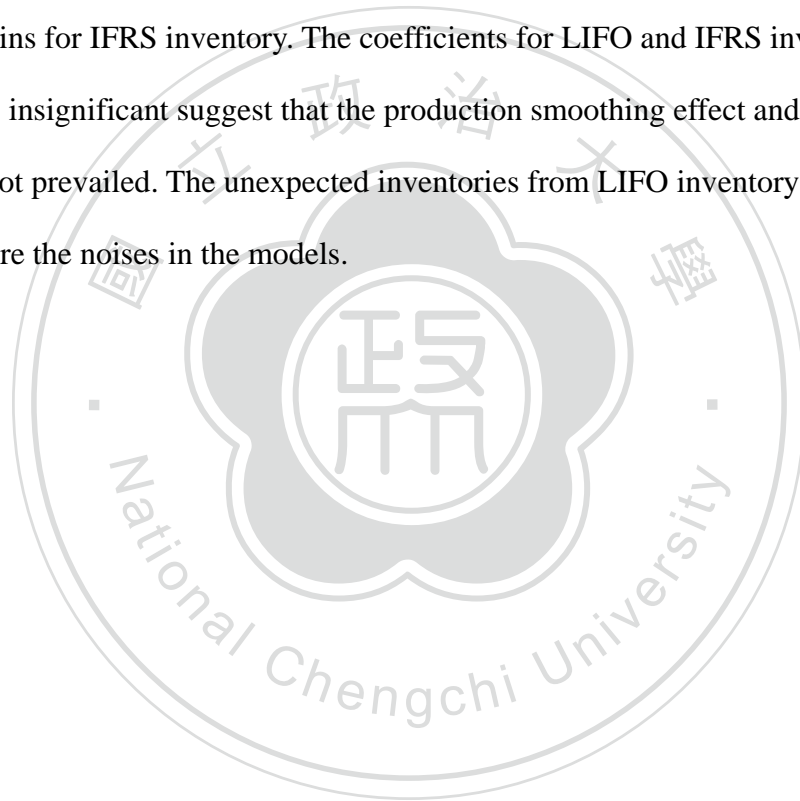 ins for IFRS inventory. The coefficients for LIFO and IFRS inv
insignificant suggest that the production smoothing effect and
ot prevailed. The unexpected inventories from LIFO inventory
re the noises in the models.
國立政治大學
政
National Chengchi University